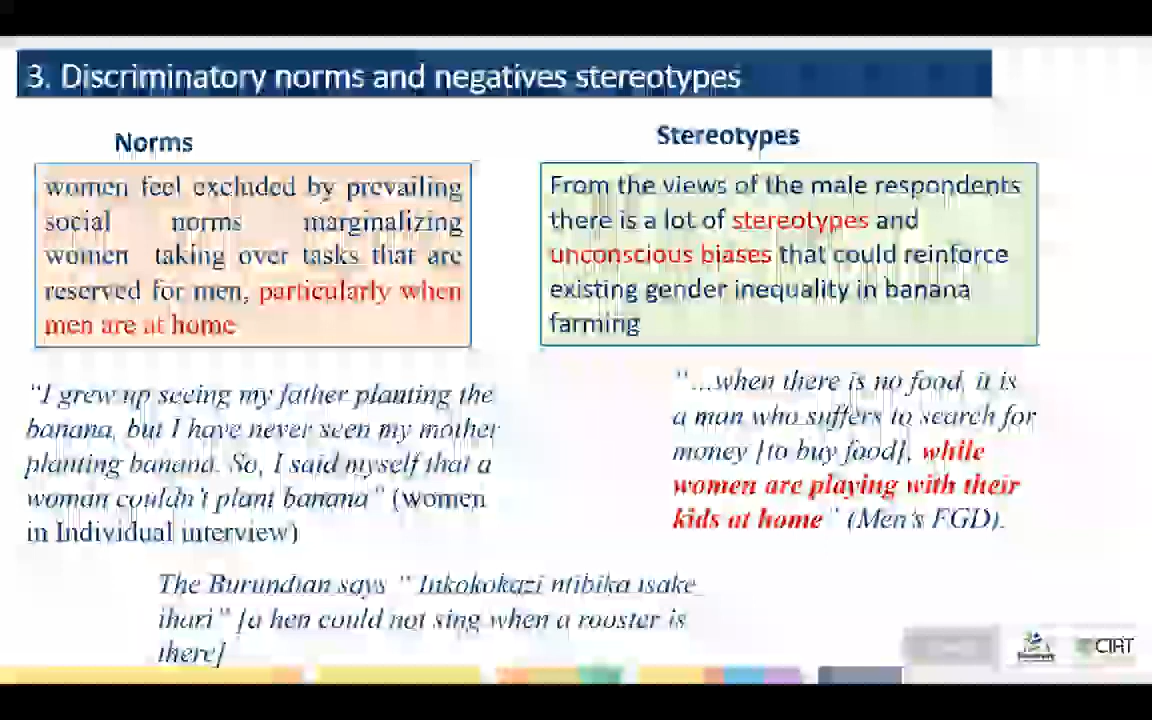 3. Discriminatory norms and negatives stereotypes
Norms
women feel excluded by prevailing
social norms marginalizing
women taking over tasks that are
reserved for men, particularly when
men are at home
"I grew up seeing my father planting the
banana, but I have never seen my mother
planting banana. So, I said myself that a
woman couldn't plant banana" (women
in Individual interview)
Stereotypes
From the views of the male respondents
there is a lot of stereotypes and
unconscious biases that could reinforce
existing gender inequality in banana
farming
"…when there is no food, it is
a man who suffers to search for
money [to buy food], while
women are playing with their
kids at home" (Men's FGD).
The Burundian says " Inkokokazi ntibika isake
ihari" [a hen could not sing when a rooster is
there]